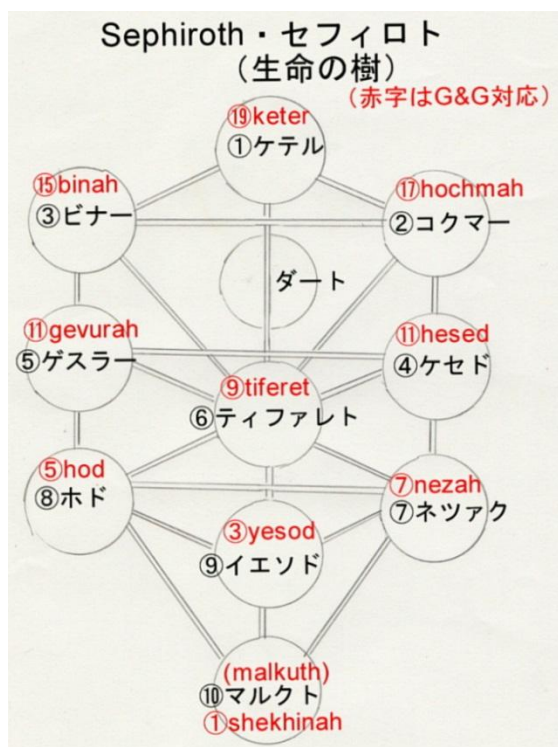 Sephiroth・セフィロト
（生命の樹）
（赤字はG&G対応）
⑲keter
①ケテル
⑮binah
③ビナー
⑰hochmah
②コクマー
ダート
⑪gevurah
⑤ゲスラー
⑪hesed
④ケセド
⑨tiferet
⑥ティファレト
⑤hod
⑧ホド
⑦nezah
⑦ネツァク
③yesod
⑨イエソド
(malkuth)
⑩マルクト
①shekhinah